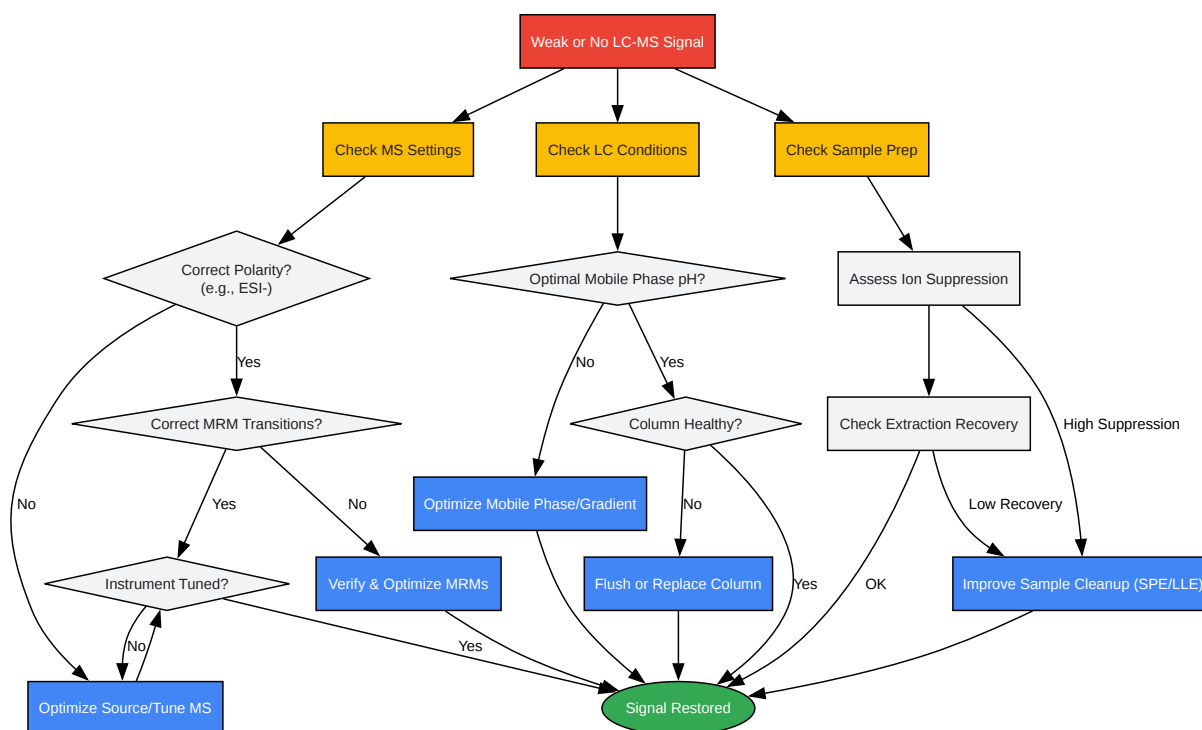 Weak or No LC-MS Signal
Check MS Settings
Check LC Conditions
Check Sample Prep
Correct Polarity?
(e.g., ESI-)
Optimal Mobile Phase pH?
Assess Ion Suppression
Yes
No
Yes
Correct MRM Transitions?
Column Healthy?
Check Extraction Recovery
High Suppression
No
Yes
No
Optimize Mobile Phase/Gradient
No
Low Recovery
Instrument Tuned?
Verify & Optimize MRMs
Flush or Replace Column
Yes
OK
Improve Sample Cleanup (SPE/LLE)
No
Yes
Optimize Source/Tune MS
Signal Restored